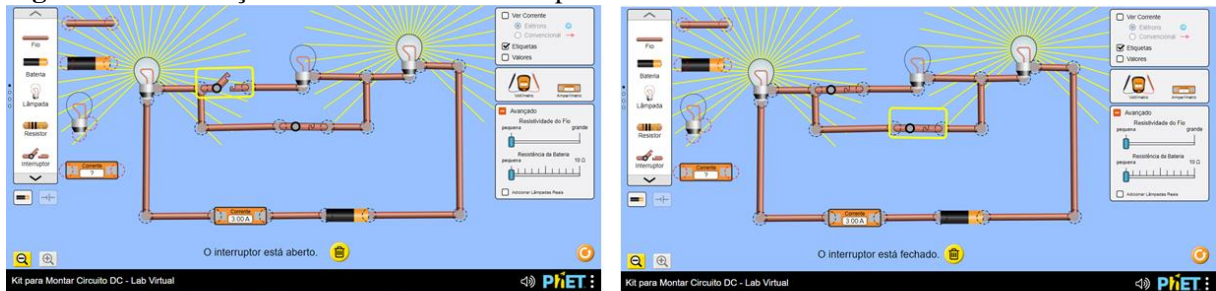 Fio
Bateria
Lâmpada
Resistor
Interruptor
Corrente
?
Corrente
3.00 A
O interruptor está aberto.
Ver Corrente
Elétrons
Convencional
Etiquetas
Valores
Voltímetro
Amperímetro
Avançado
Resistividade do Fio
pequena grande
Resistência da Bateria
pequena 10 Ω
Adicionar Lâmpadas Reais
Kit para Montar Circuito DC - Lab Virtual
PhET
Fio
Bateria
Lâmpada
Resistor
Interruptor
Corrente
?
Corrente
3.00 A
O interruptor está fechado.
Ver Corrente
Elétrons
Convencional
Etiquetas
Valores
Voltímetro
Amperímetro
Avançado
Resistividade do Fio
pequena grande
Resistência da Bateria
pequena 10 Ω
Adicionar Lâmpadas Reais
Kit para Montar Circuito DC - Lab Virtual
PhET